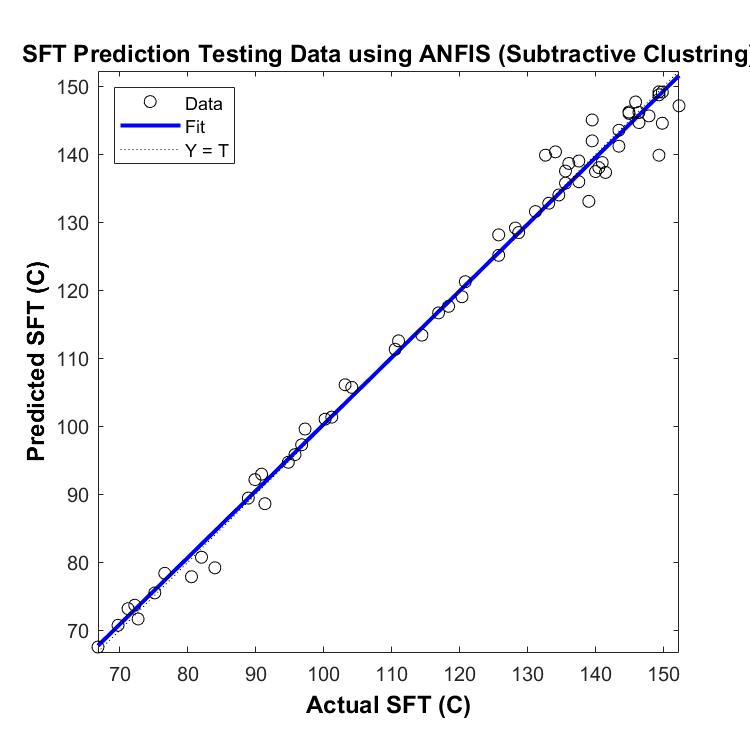 SFT Prediction Testing Data using ANFIS (Subtractive Clustring)
150
140
130
120
110
100
90
80
70
Data
Fit
Y = T
Predicted SFT (C)
70 80 90 100 110 120 130 140 150
Actual SFT (C)